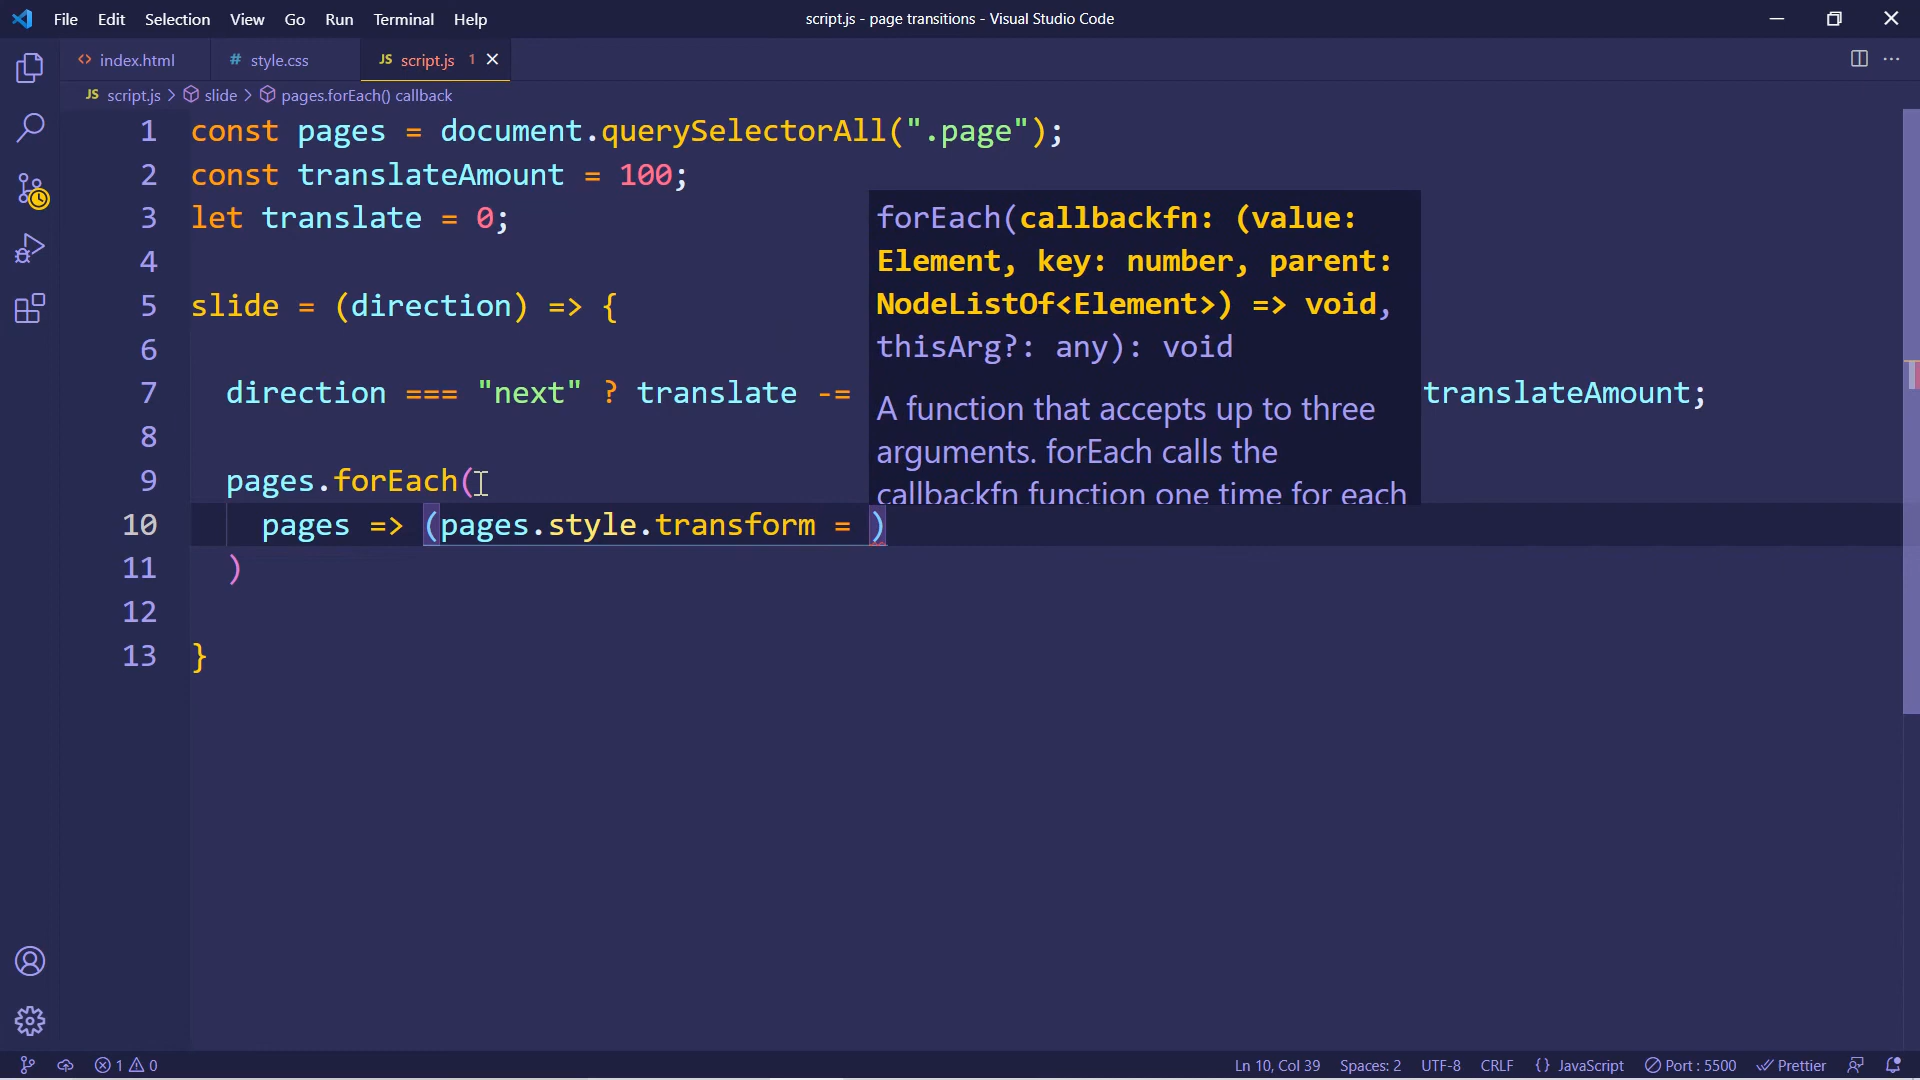 File Edit Selection View Go Run Terminal Help script.js - page transitions - Visual Studio Code
index.html # style.css JS script.js 1
JS script.js > slide > pages.forEach() callback
1 const pages = document.querySelectorAll(".page");
2 const translateAmount = 100;
3 let translate = 0;
4
5 slide = (direction) => {
6
7 direction === "next" ? translate -= translateAmount;
8
9 pages.forEach(
10 pages => (pages.style.transform = )
11 )
12
13 }
forEach(callbackfn: (value:
Element, key: number, parent:
NodeListOf<Element>) => void,
thisArg?: any): void
A function that accepts up to three
arguments. forEach calls the
callbackfn function one time for each
1 0 Ln 10, Col 39 Spaces: 2 UTF-8 CRLF {} JavaScript Port : 5500 Prettier